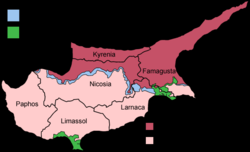 Kyrenia
Famagusta
Nicosia
Paphos
Larnaca
Limassol